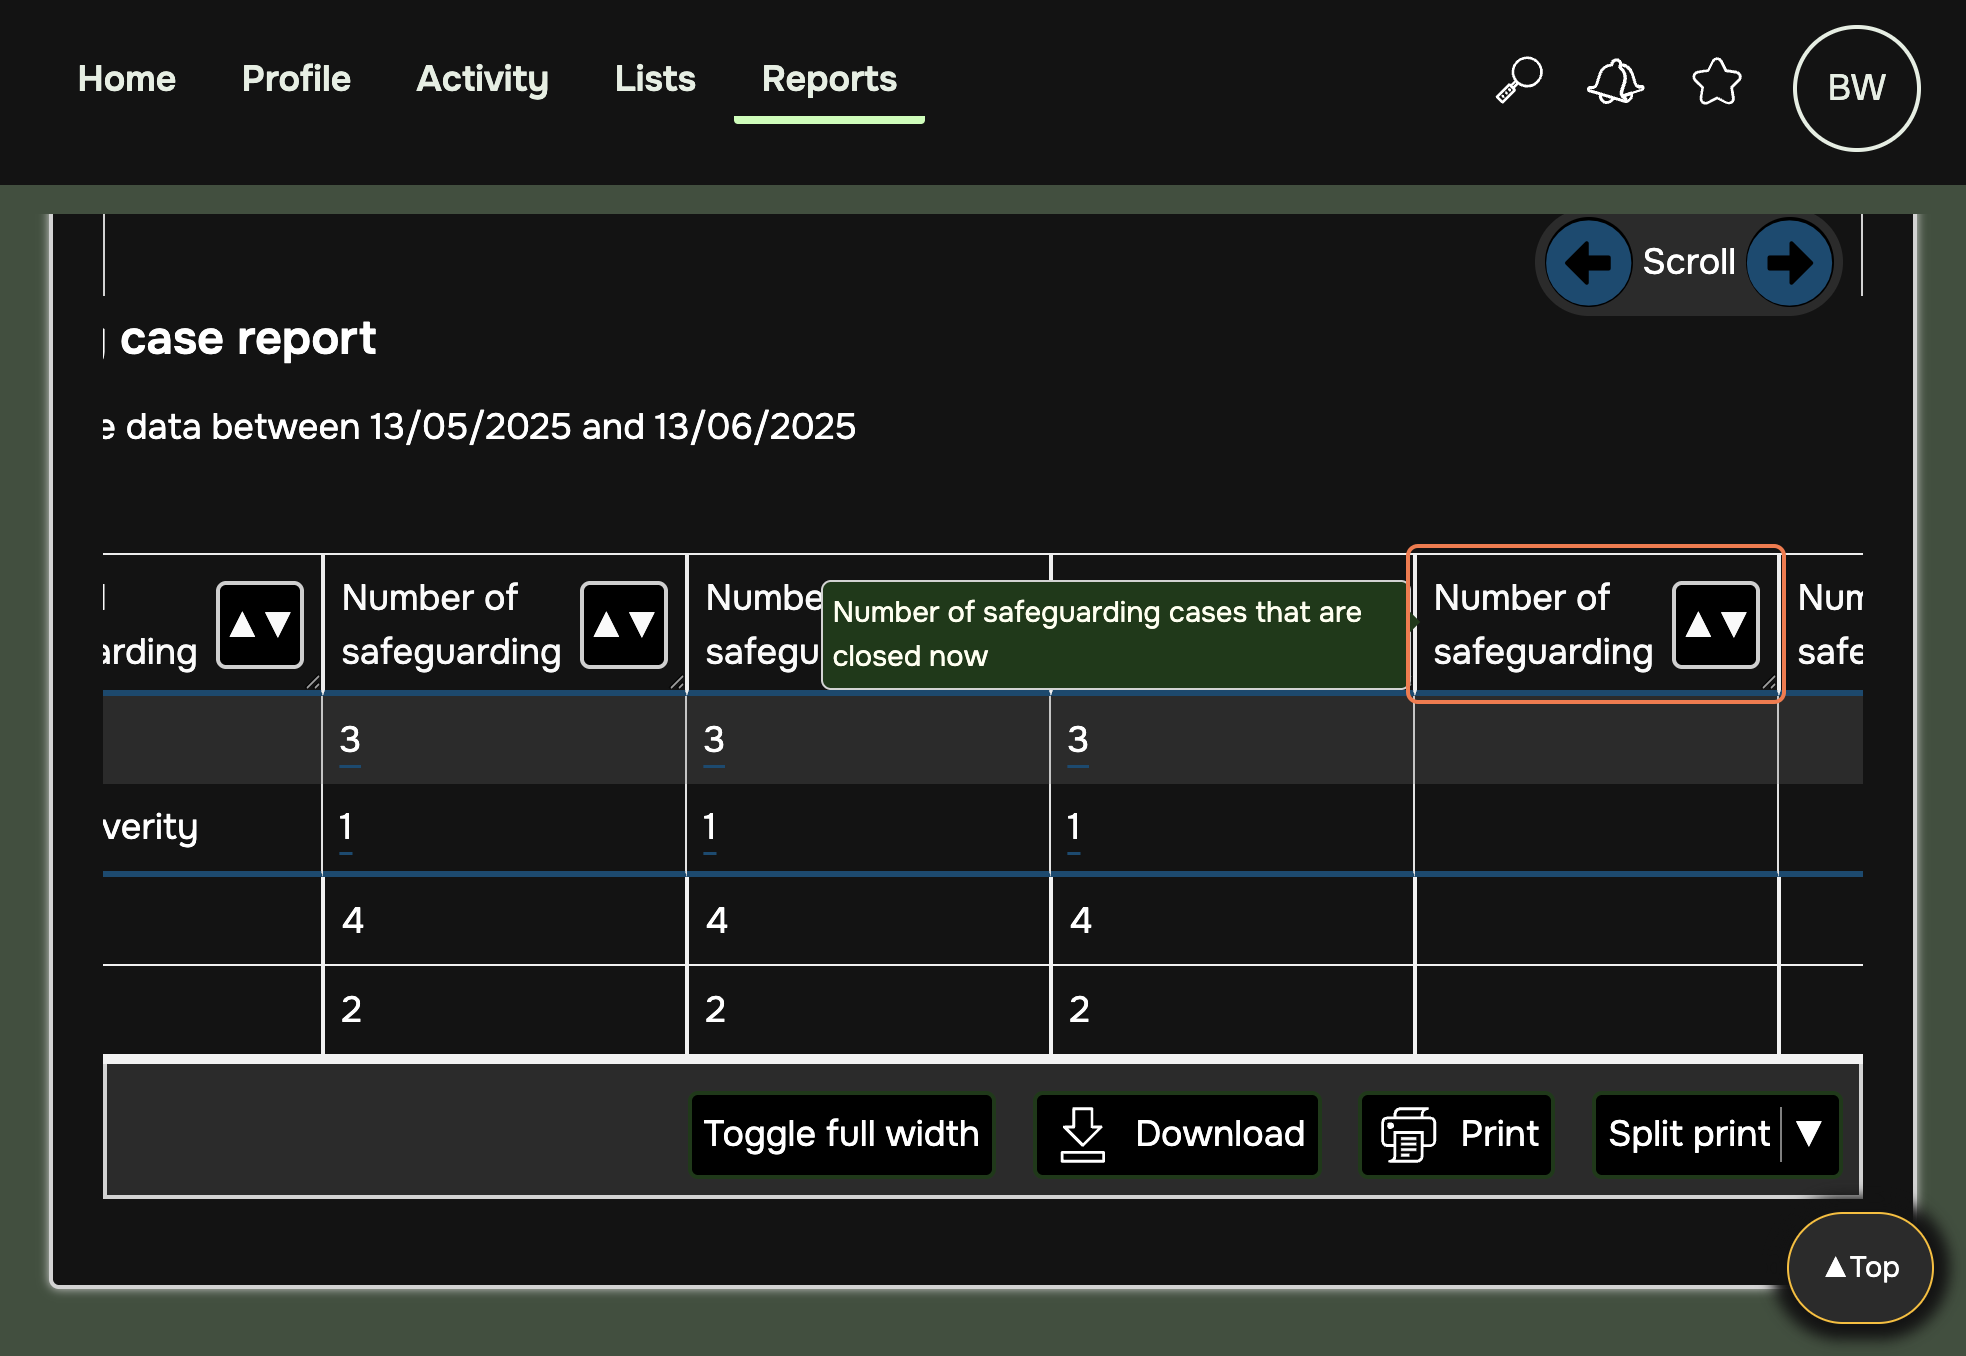 Home Profile Activity Lists Reports BW
Scroll
case report
e data between 13/05/2025 and 13/06/2025
arding ▲▼
Number of
safeguarding ▲▼
Numbe
safegu
Number of safeguarding cases that are
closed now
Number of
safeguarding ▲▼
Num
safe
3 3 3
verity 1 1 1
4 4 4
2 2 2
Toggle full width Download Print Split print ▼
▲Top